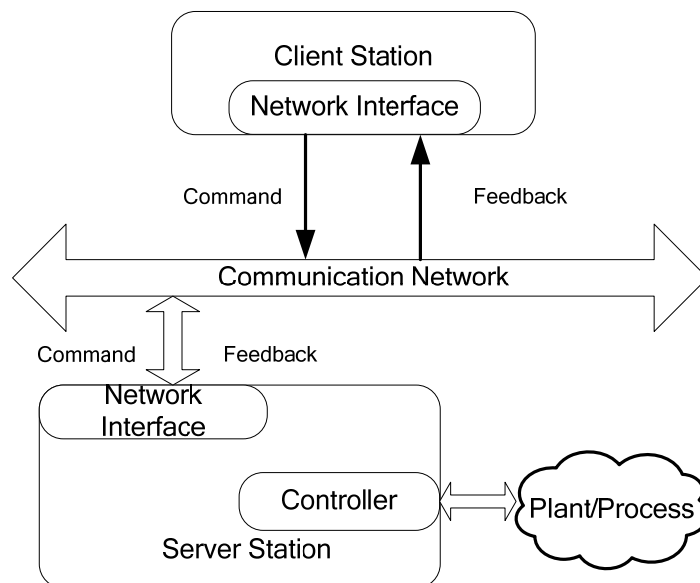 Client Station
Network Interface
Command
Feedback
Communication Network
Command
Feedback
Network
Interface
Controller
Plant/Process
Server Station